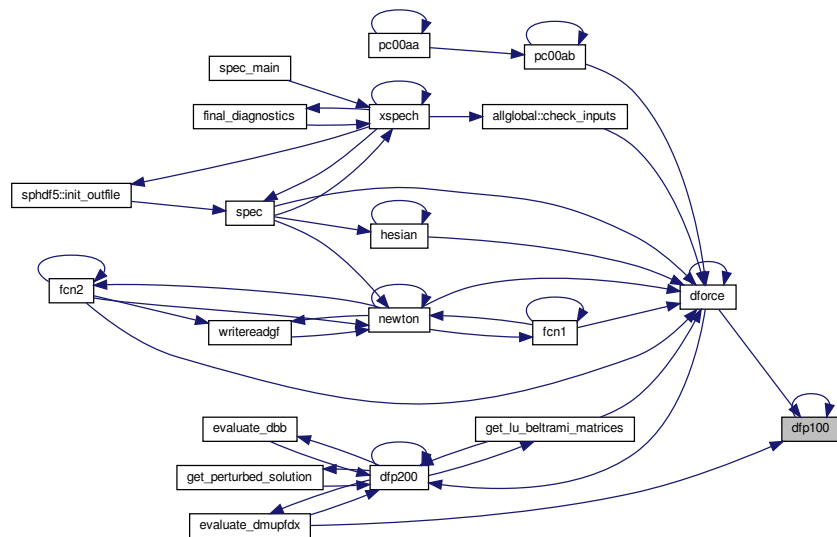 pc00aa
pc00ab
spec_main
final_diagnostics
xspech
allglobal::check_inputs
sphdf5::init_outfile
spec
hesian
fcn2
dforce
writereadgf
newton
fcn1
evaluate_dbb
get_lu_beltrami_matrices
dfp100
get_perturbed_solution
dfp200
evaluate_dmupfdx